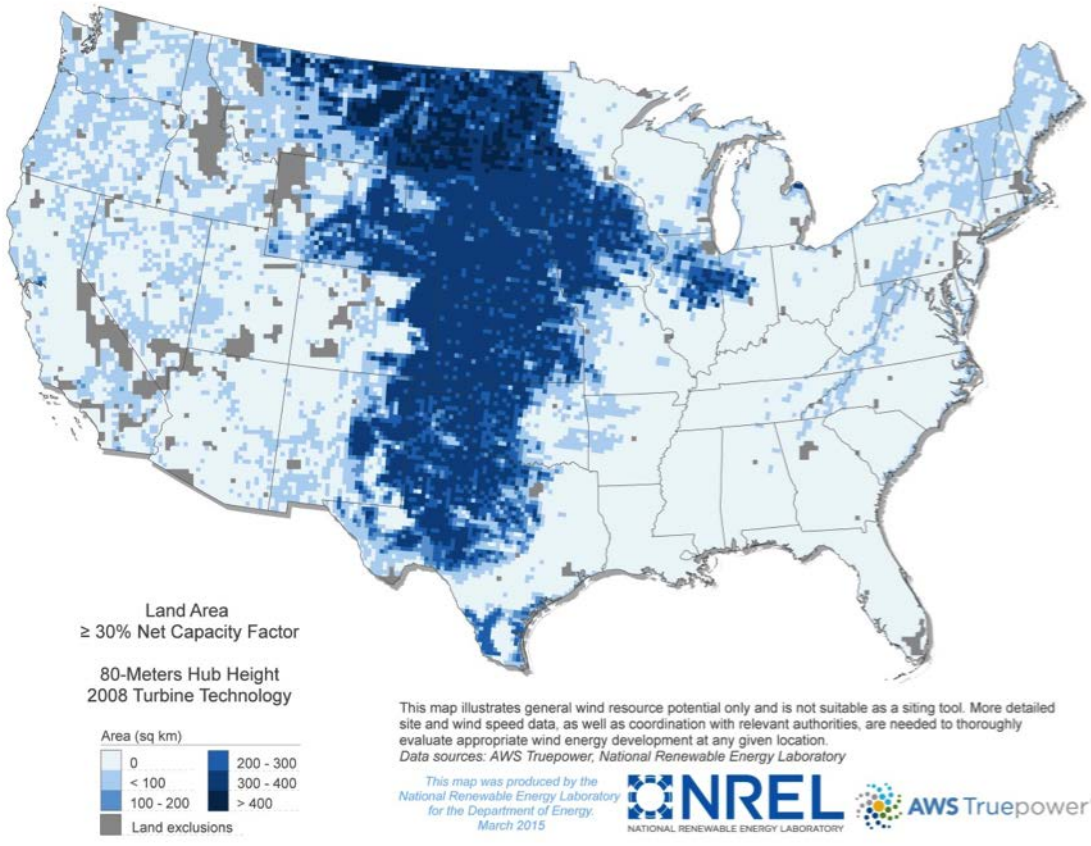 Land Area
≥ 30% Net Capacity Factor
80-Meters Hub Height
2008 Turbine Technology
Area (sq km)
0
< 100
100 - 200
200 - 300
300 - 400
> 400
Land exclusions
This map illustrates general wind resource potential only and is not suitable as a siting tool. More detailed
site and wind speed data, as well as coordination with relevant authorities, are needed to thoroughly
evaluate appropriate wind energy development at any given location.
Data sources: AWS Truepower, National Renewable Energy Laboratory
This map was produced by the
National Renewable Energy Laboratory
for the Department of Energy.
March 2015
NREL
NATIONAL RENEWABLE ENERGY LABORATORY
AWS Truepower